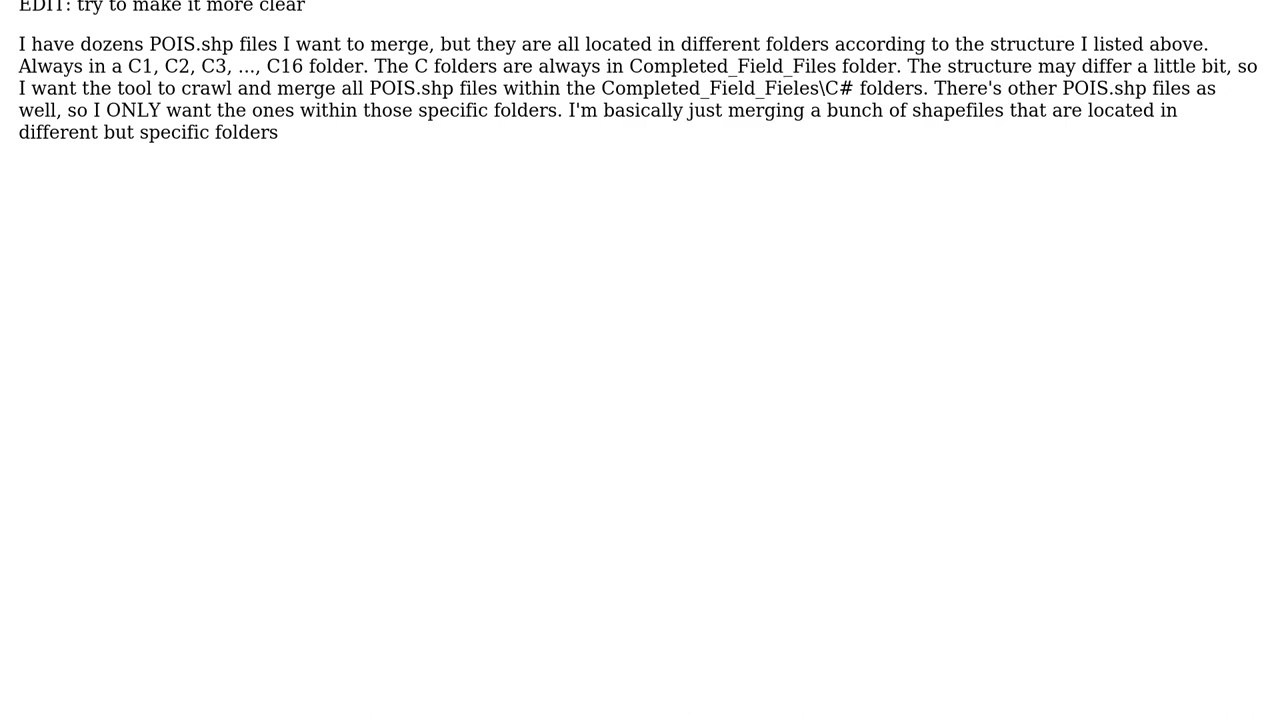 EDIT: try to make it more clear
I have dozens POIS.shp files I want to merge, but they are all located in different folders according to the structure I listed above.
Always in a C1, C2, C3, ..., C16 folder. The C folders are always in Completed_Field_Files folder. The structure may differ a little bit, so
I want the tool to crawl and merge all POIS.shp files within the Completed_Field_Fieles\C# folders. There's other POIS.shp files as
well, so I ONLY want the ones within those specific folders. I'm basically just merging a bunch of shapefiles that are located in
different but specific folders